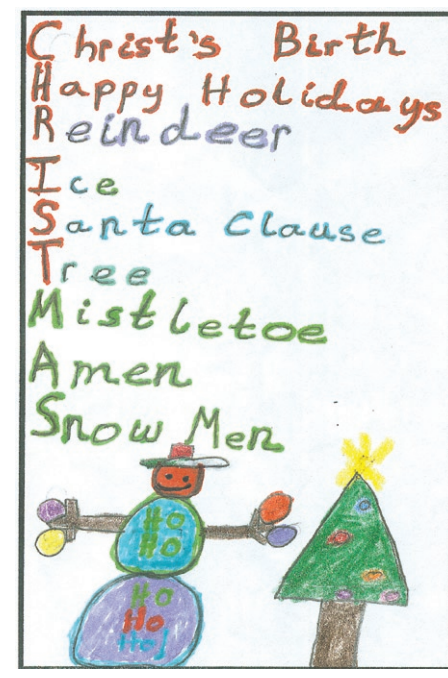 Christ's Birth
Happy Holidays
Reindeer
Ice
Santa Clause
Tree
Mistletoe
Amen
Snow Men
HO
HO
HO
Ho
Ho!